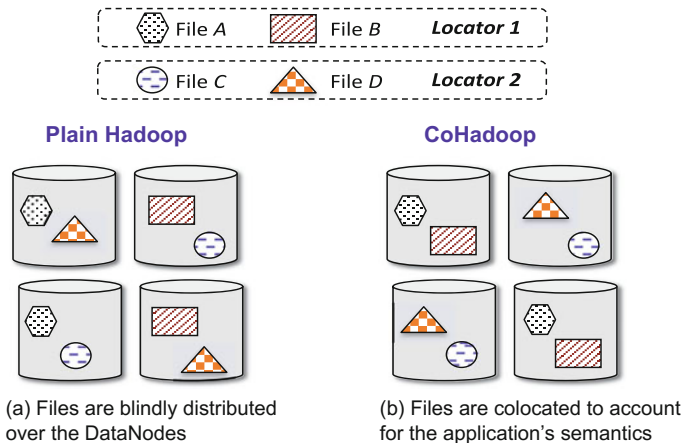 File A File B Locator 1
File C File D Locator 2
Plain Hadoop CoHadoop
(a) Files are blindly distributed
over the DataNodes
(b) Files are colocated to account
for the application's semantics